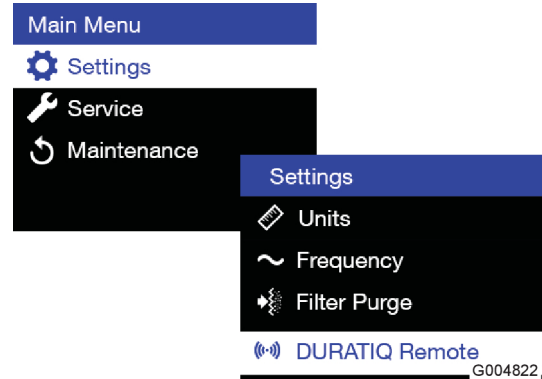 Main Menu
Settings
Service
Maintenance
Settings
Units
Frequency
Filter Purge
DURATIQ Remote
G004822